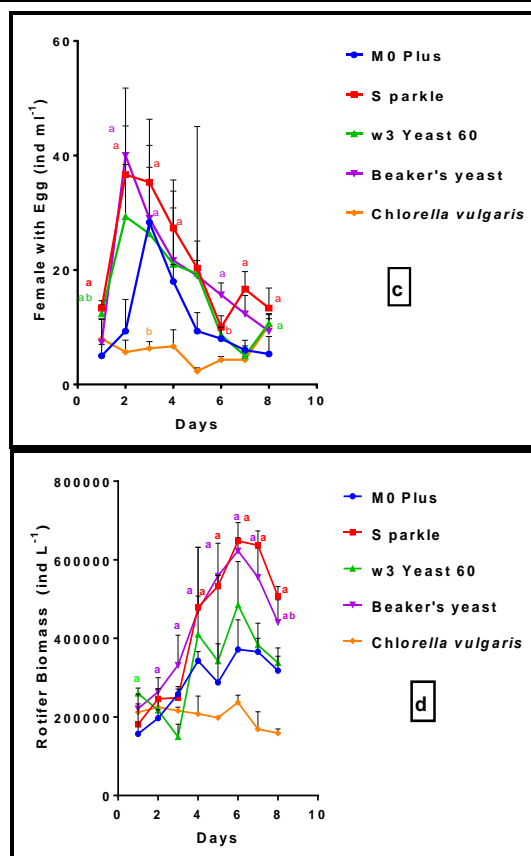 60
40
20
0
0 2 4 6 8 10
Days
Female with Egg (ind ml⁻¹)
a
a
a
a
a
a
ab
b
a
b
a
a
a
a
M0 Plus
S parkle
w3 Yeast 60
Beaker's yeast
Chlorella vulgaris
c
800000
600000
400000
200000
0
0 2 4 6 8 10
Days
Rotifer Biomass (ind L⁻¹)
a
a
a
a
a
a
a
a
a
a
a
a
a
ab
M0 Plus
S parkle
w3 Yeast 60
Beaker's yeast
Chlorella vulgaris
d